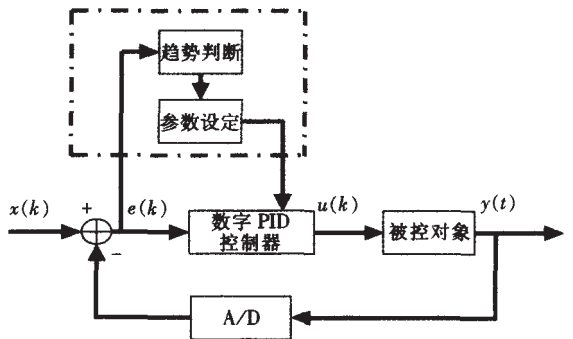 趋势判断
参数设定
x(k)
+
e(k)
数字 PID
控制器
u(k)
被控对象
y(t)
−
A/D